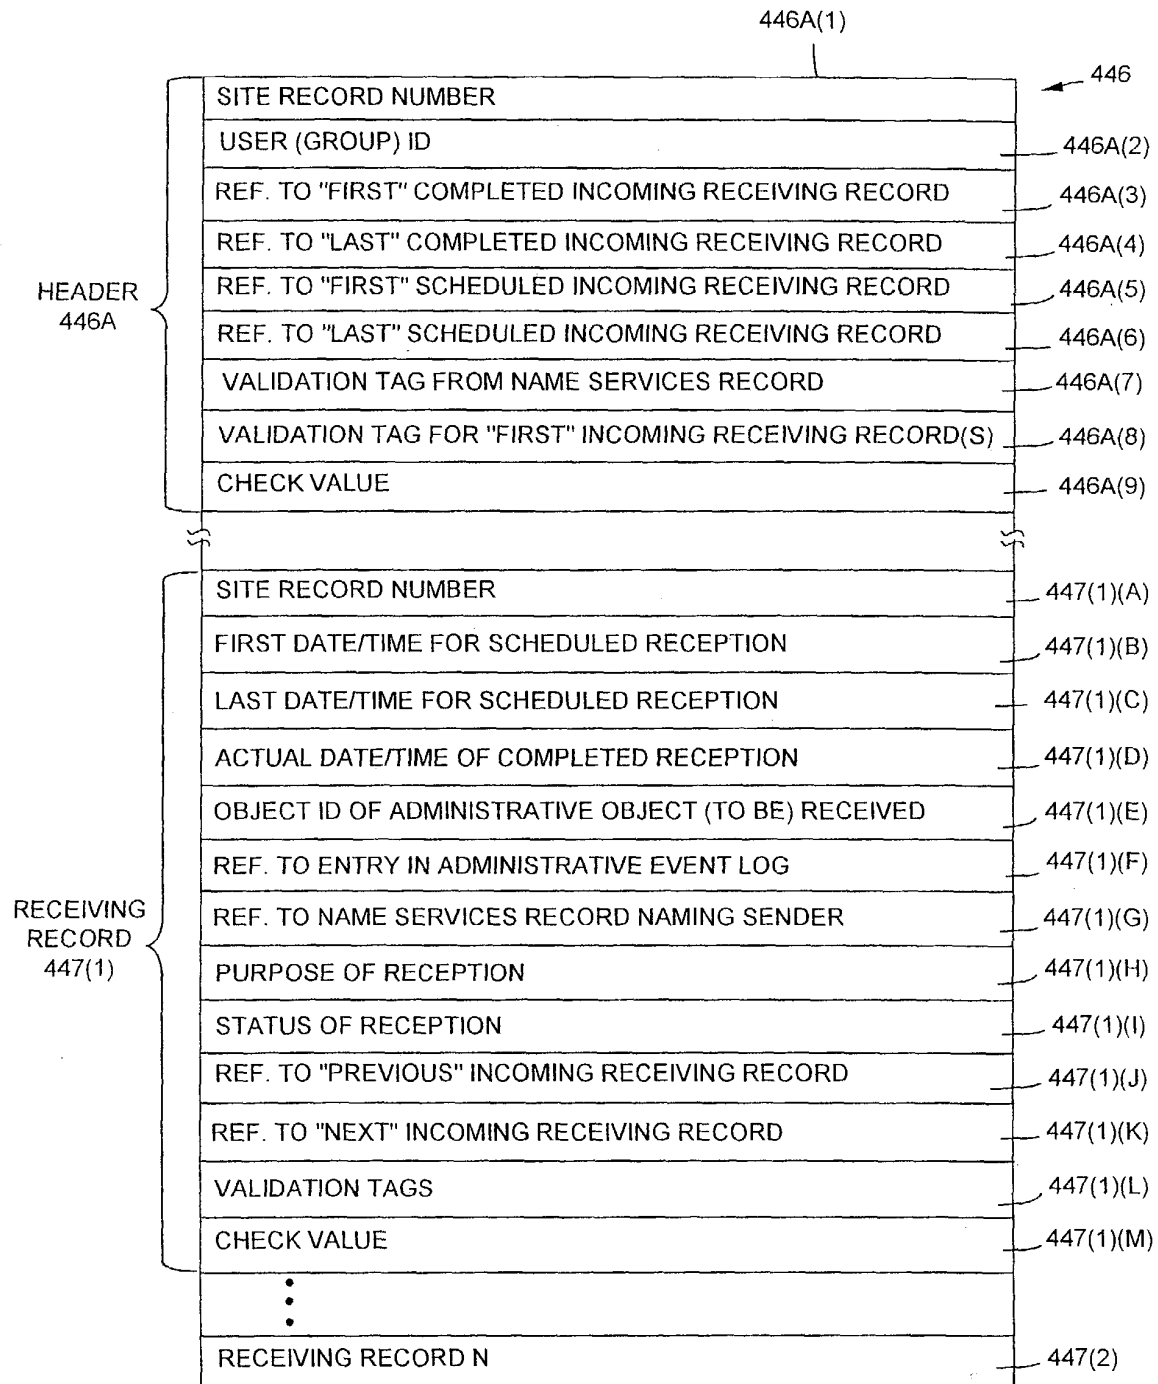 446A(1)
446
SITE RECORD NUMBER
USER (GROUP) ID
446A(2)
REF. TO "FIRST" COMPLETED INCOMING RECEIVING RECORD
446A(3)
REF. TO "LAST" COMPLETED INCOMING RECEIVING RECORD
446A(4)
REF. TO "FIRST" SCHEDULED INCOMING RECEIVING RECORD
446A(5)
HEADER
446A
REF. TO "LAST" SCHEDULED INCOMING RECEIVING RECORD
446A(6)
VALIDATION TAG FROM NAME SERVICES RECORD
446A(7)
VALIDATION TAG FOR "FIRST" INCOMING RECEIVING RECORD(S)
446A(8)
CHECK VALUE
446A(9)
SITE RECORD NUMBER
447(1)(A)
FIRST DATE/TIME FOR SCHEDULED RECEPTION
447(1)(B)
LAST DATE/TIME FOR SCHEDULED RECEPTION
447(1)(C)
ACTUAL DATE/TIME OF COMPLETED RECEPTION
447(1)(D)
OBJECT ID OF ADMINISTRATIVE OBJECT (TO BE) RECEIVED
447(1)(E)
REF. TO ENTRY IN ADMINISTRATIVE EVENT LOG
447(1)(F)
RECEIVING
RECORD
447(1)
REF. TO NAME SERVICES RECORD NAMING SENDER
447(1)(G)
PURPOSE OF RECEPTION
447(1)(H)
STATUS OF RECEPTION
447(1)(I)
REF. TO "PREVIOUS" INCOMING RECEIVING RECORD
447(1)(J)
REF. TO "NEXT" INCOMING RECEIVING RECORD
447(1)(K)
VALIDATION TAGS
447(1)(L)
CHECK VALUE
447(1)(M)
RECEIVING RECORD N
447(2)